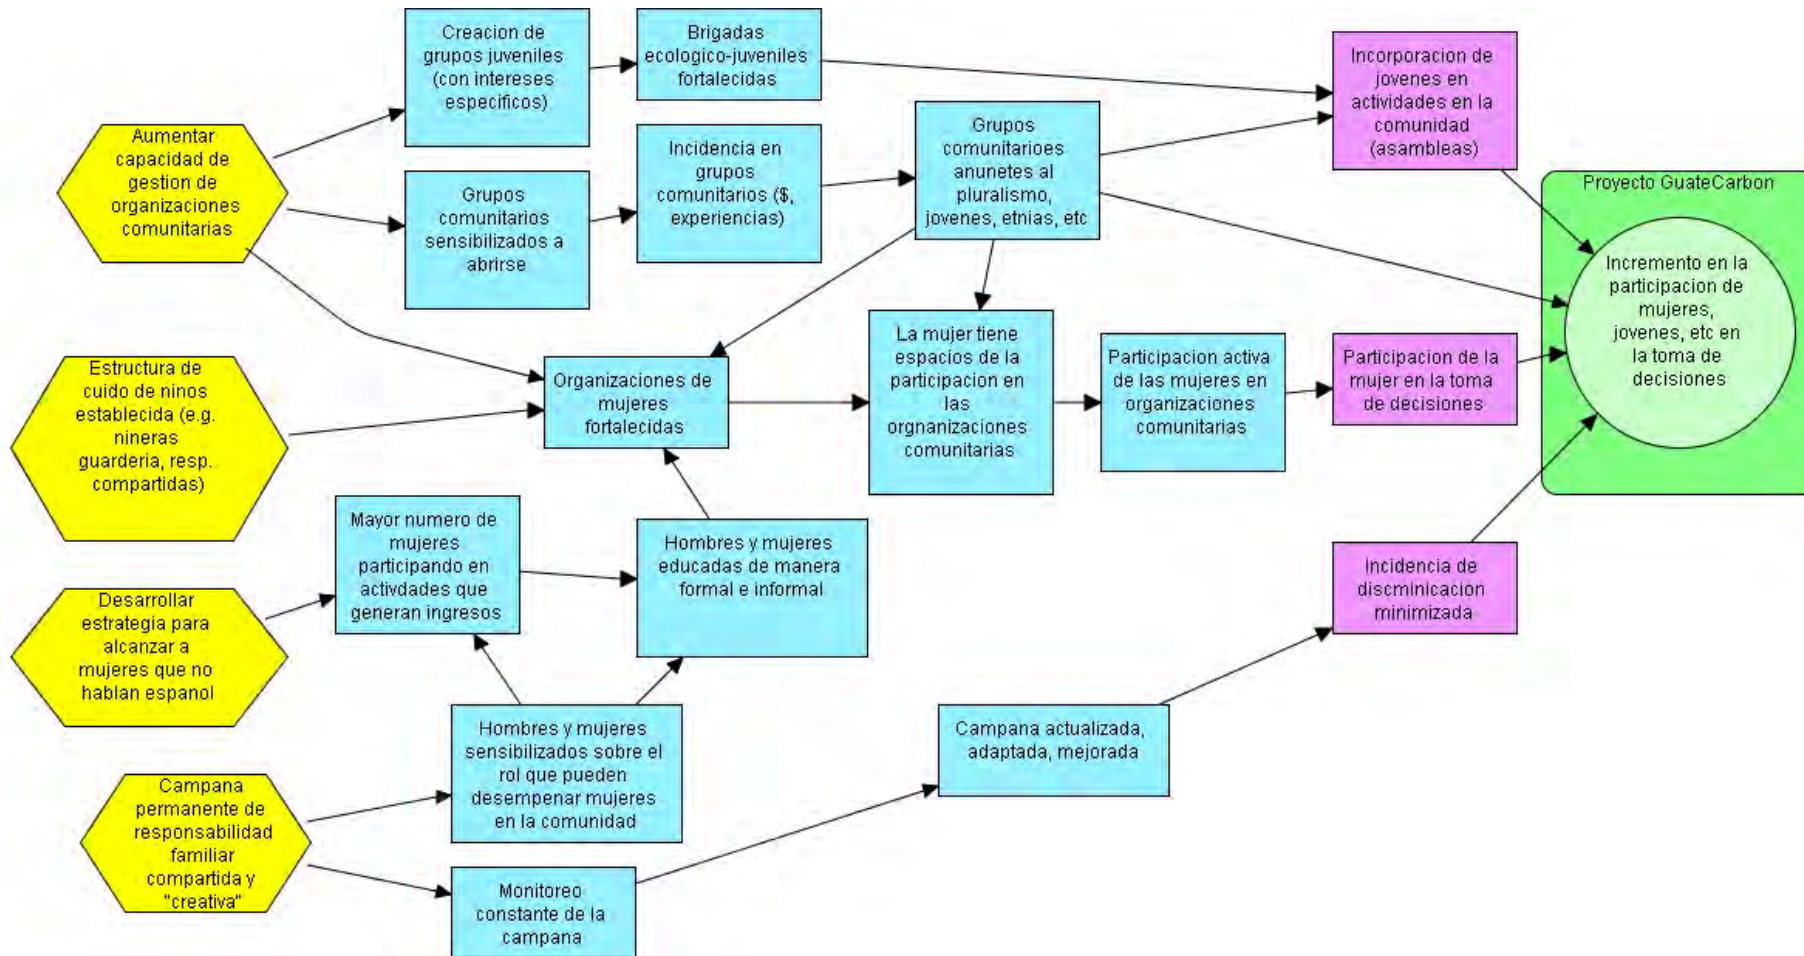 Creacion de
grupos juveniles
(con intereses
especificos)
Brigadas
ecologico-juveniles
fortalecidas
Incorporacion de
jovenes en
actividades en la
comunidad
(asambleas)
Aumentar
capacidad de
gestion de
organizaciones
comunitarias
Grupos
comunitarios
sensibilizados a
abrirse
Incidencia en
grupos
comunitarios ($,
experiencias)
Grupos
comunitarioes
anunetes al
pluralismo,
jovenes, etnias, etc
Proyecto GuateCarbon
Incremento en la
participacion de
mujeres,
jovenes, etc en
la toma de
decisiones
Estructura de
cuido de ninos
establecida (e.g.
nineras
guarderia, resp.
compartidas)
Organizaciones de
mujeres
fortalecidas
La mujer tiene
espacios de la
participacion en
las
orgnanizaciones
comunitarias
Participacion activa
de las mujeres en
organizaciones
comunitarias
Participacion de la
mujer en la toma
de decisiones
Mayor numero de
mujeres
participando en
activdades que
generan ingresos
Hombres y mujeres
educadas de manera
formal e informal
Incidencia de
discminicacion
minimizada
Desarrollar
estrategia para
alcanzar a
mujeres que no
hablan espanol
Hombres y mujeres
sensibilizados sobre el
rol que pueden
desempenar mujeres
en la comunidad
Campana actualizada,
adaptada, mejorada
Campana
permanente de
responsabilidad
familiar
compartida y
"creativa"
Monitoreo
constante de la
campana